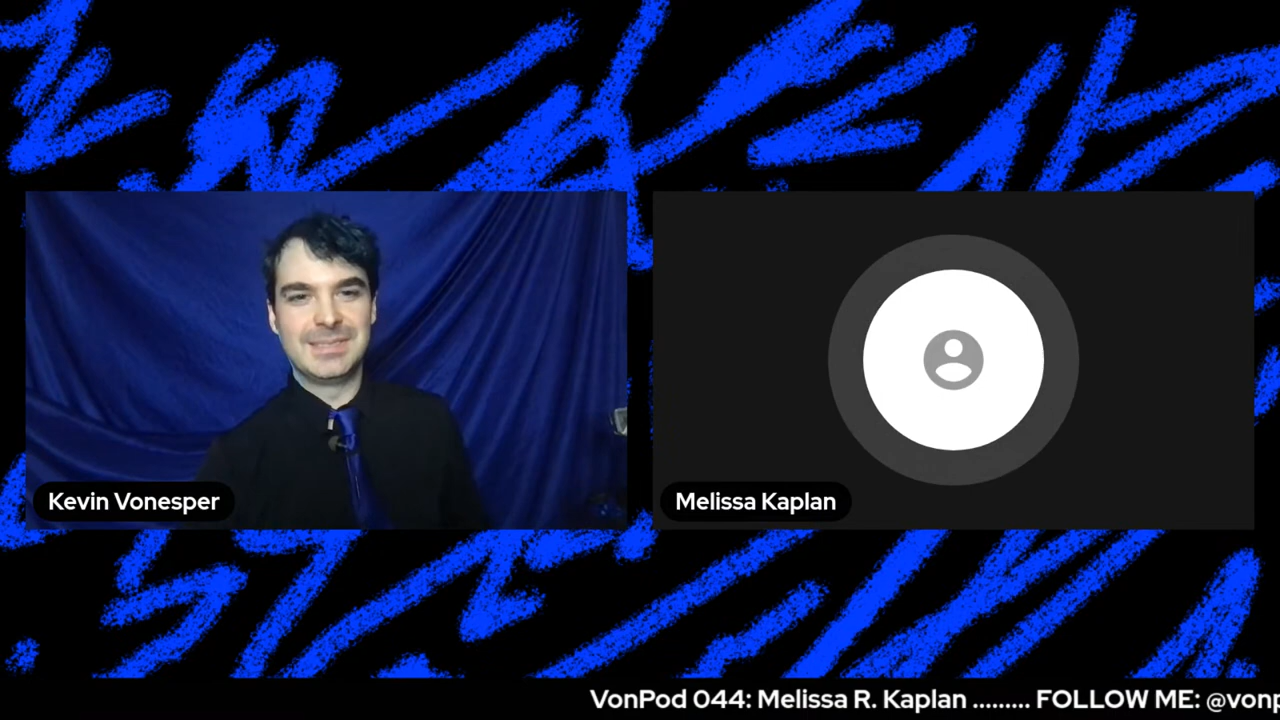 Kevin Vonesper
Melissa Kaplan
VonPod 044: Melissa R. Kaplan ......... FOLLOW ME: @vonp